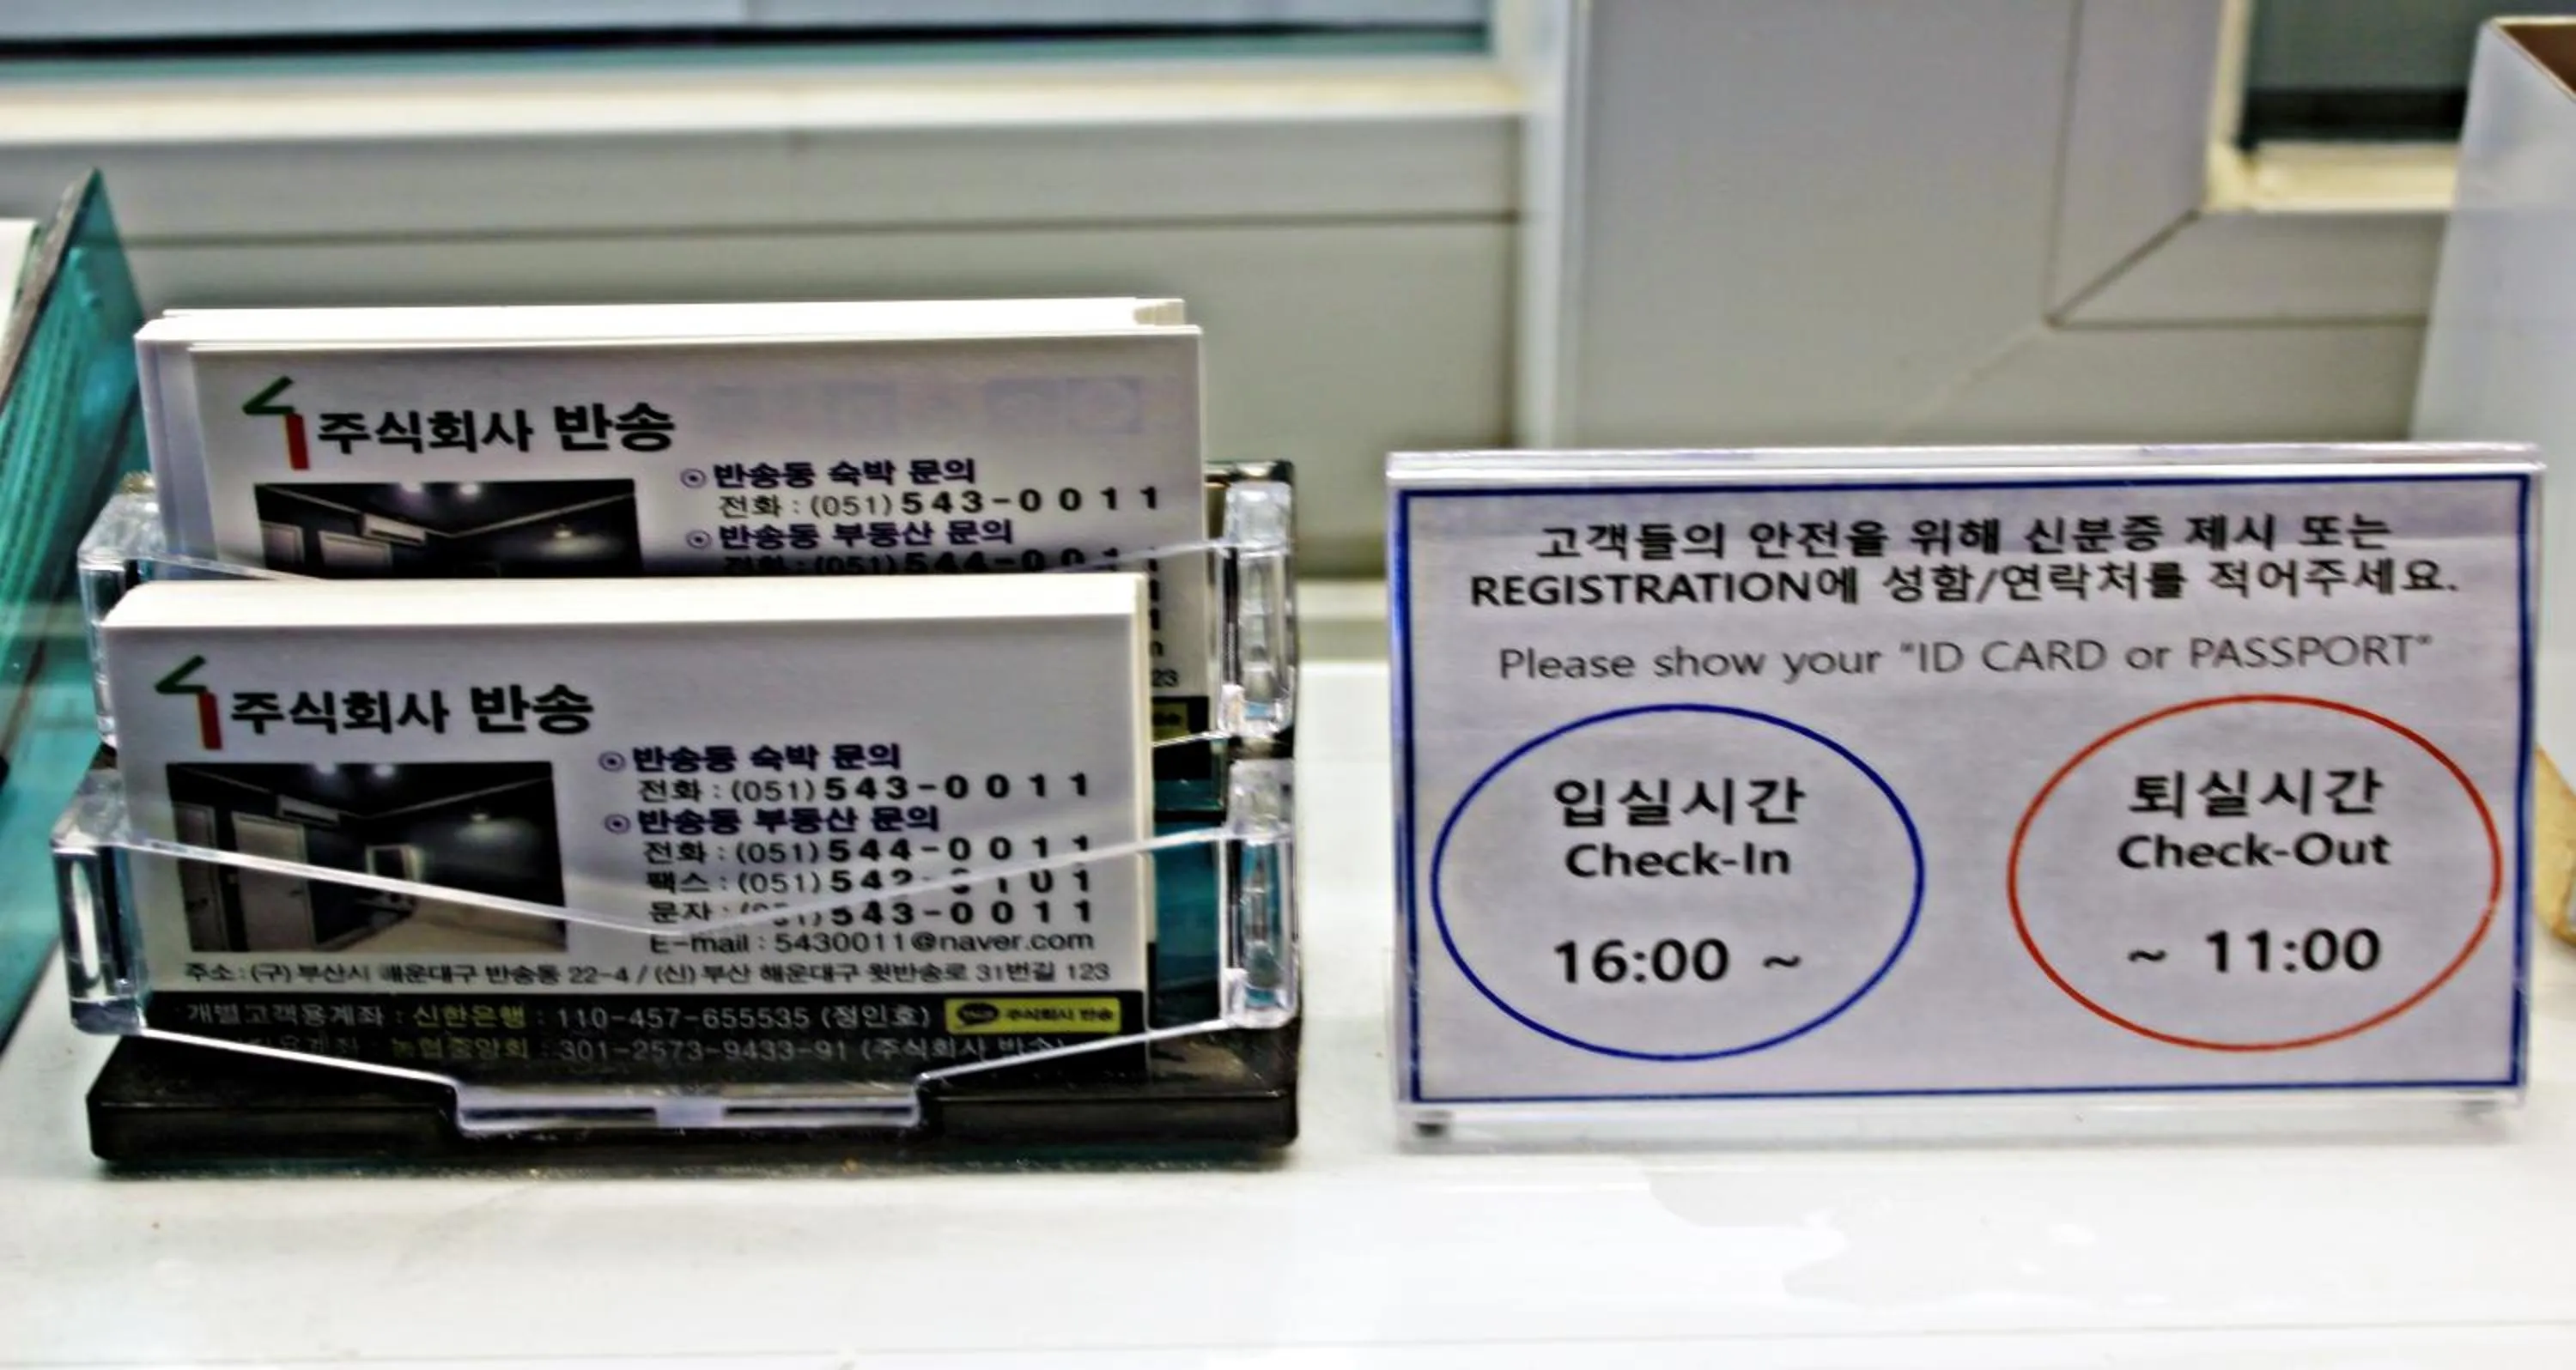 주식회사 반송
반송동 숙박 문의
전화 : (051) 543-0011
반송동 부동산 문의
전화 : (051) 544-001
23
주식회사 반송
반송동 숙박 문의
전화 : (051) 543-0011
반송동 부동산 문의
전화 : (051) 544-0011
팩스 : (051)
문자 : 543-0011
E-mail : 5430011@naver.com
주소 : (구) 부산시 해운대구 반송동 22-4 / (신) 부산 해운대구 윗반송로 31번길 123
개별고객용계좌 : 신한은행 : 110-457-655535 (정인호) 주식회사 반송
농협중앙회 : 301-2573-9433-91 (주식회사 반송)
고객들의 안전을 위해 신분증 제시 또는
REGISTRATION에 성함/연락처를 적어주세요.
Please show your "ID CARD or PASSPORT"
입실시간
Check-In
16:00 ~
퇴실시간
Check-Out
~ 11:00